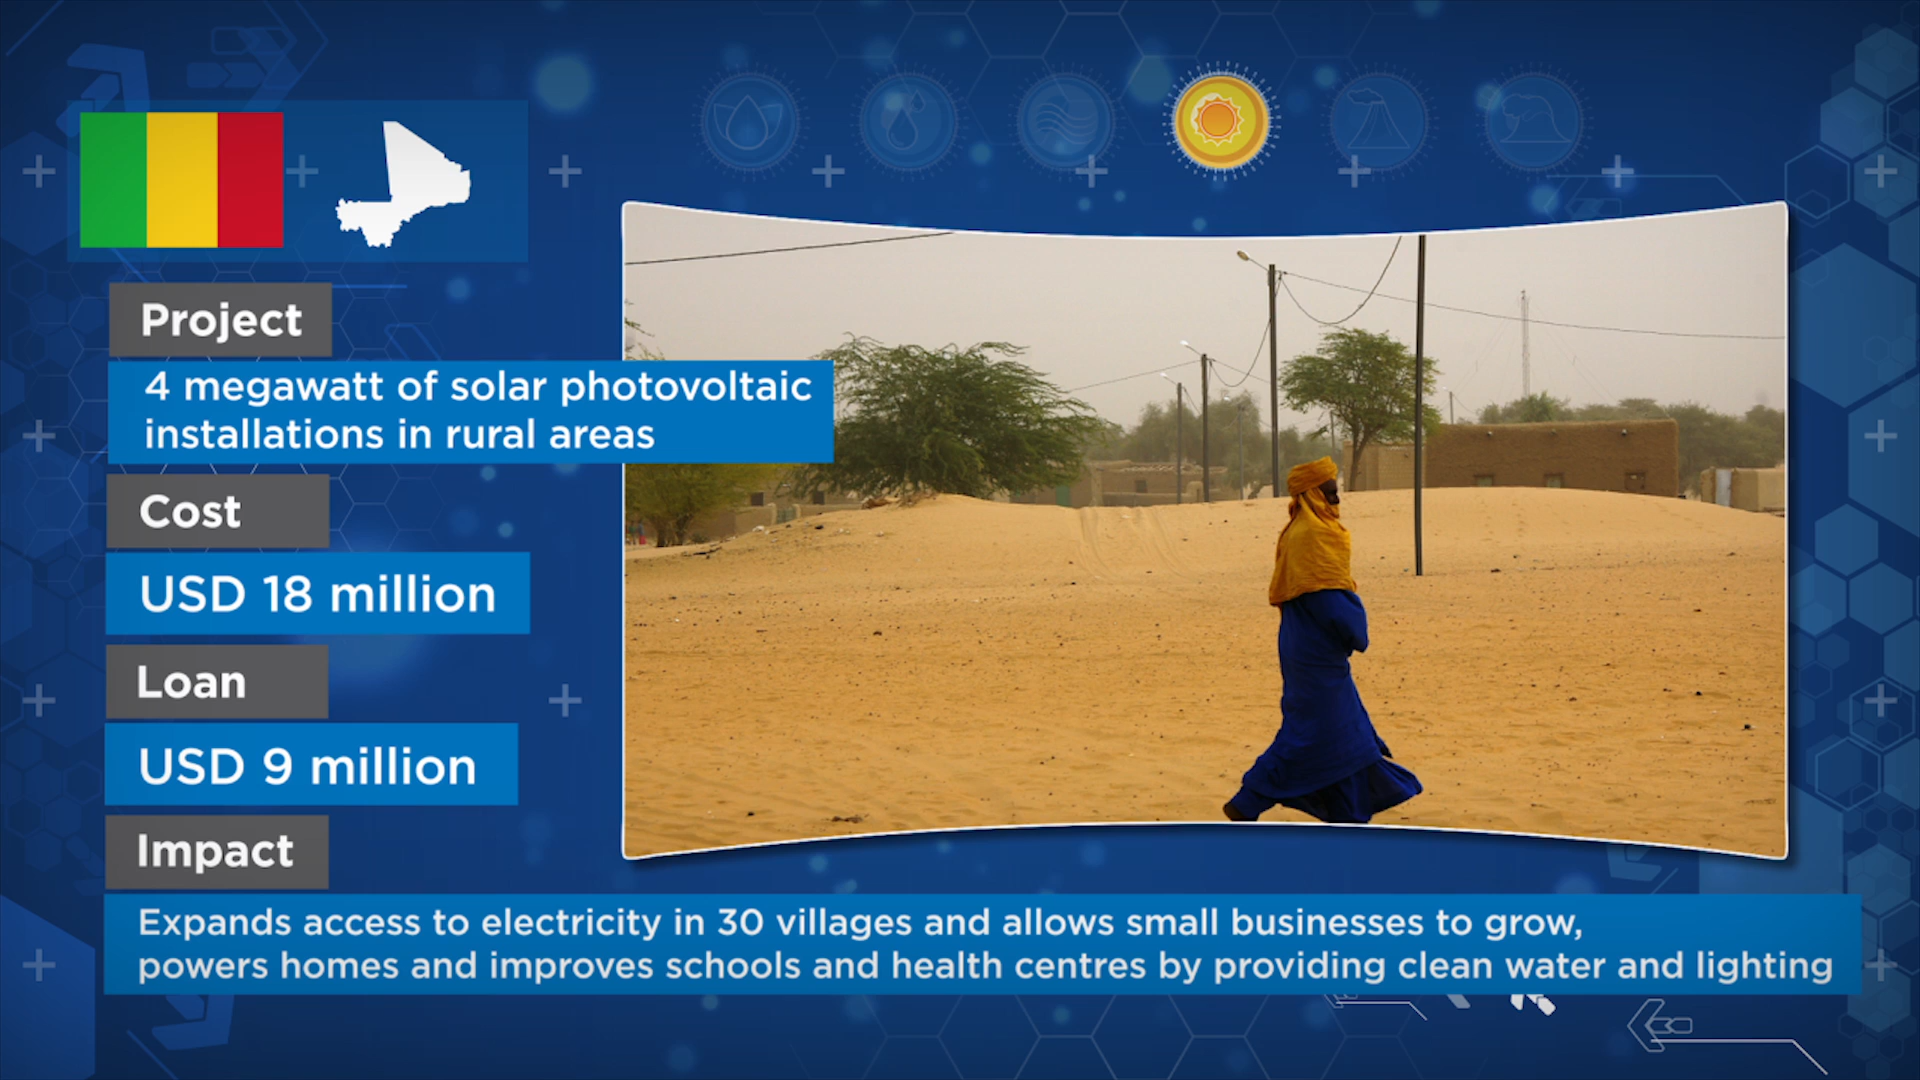 Project
4 megawatt of solar photovoltaic
installations in rural areas
Cost
USD 18 million
Loan
USD 9 million
Impact
Expands access to electricity in 30 villages and allows small businesses to grow,
powers homes and improves schools and health centres by providing clean water and lighting